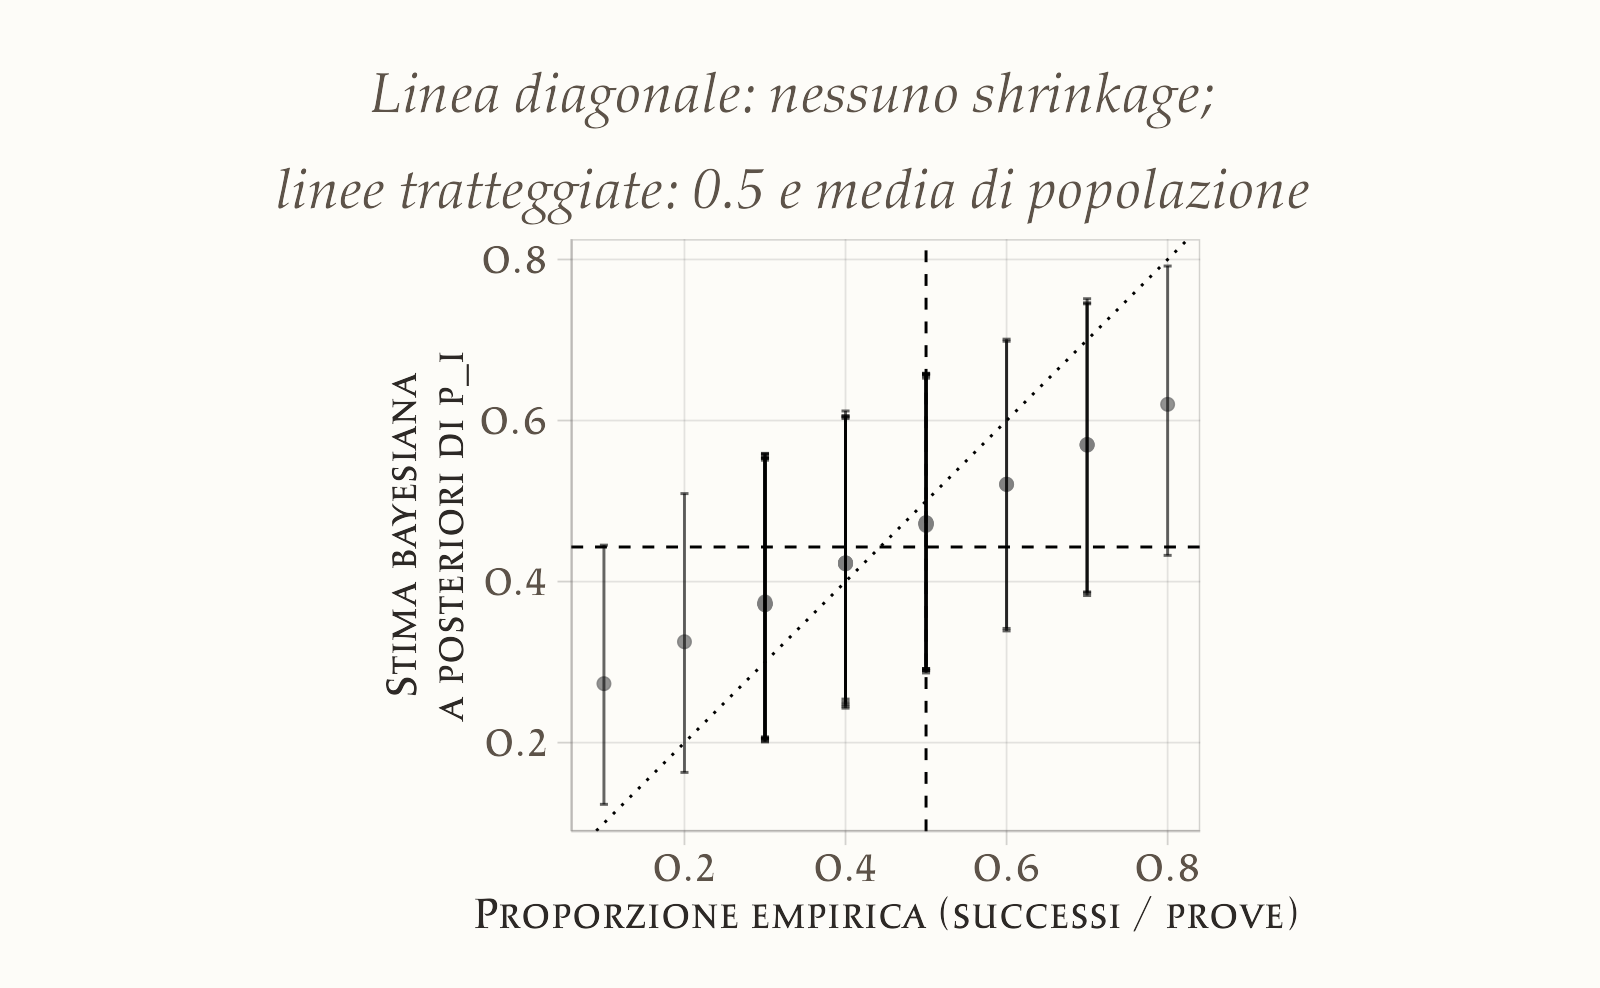 Linea diagonale: nessuno shrinkage;
linee tratteggiate: 0.5 e media di popolazione
Stima bayesiana
a posteriori di p_i
0.8
0.6
0.4
0.2
0.2 0.4 0.6 0.8
Proporzione empirica (successi / prove)